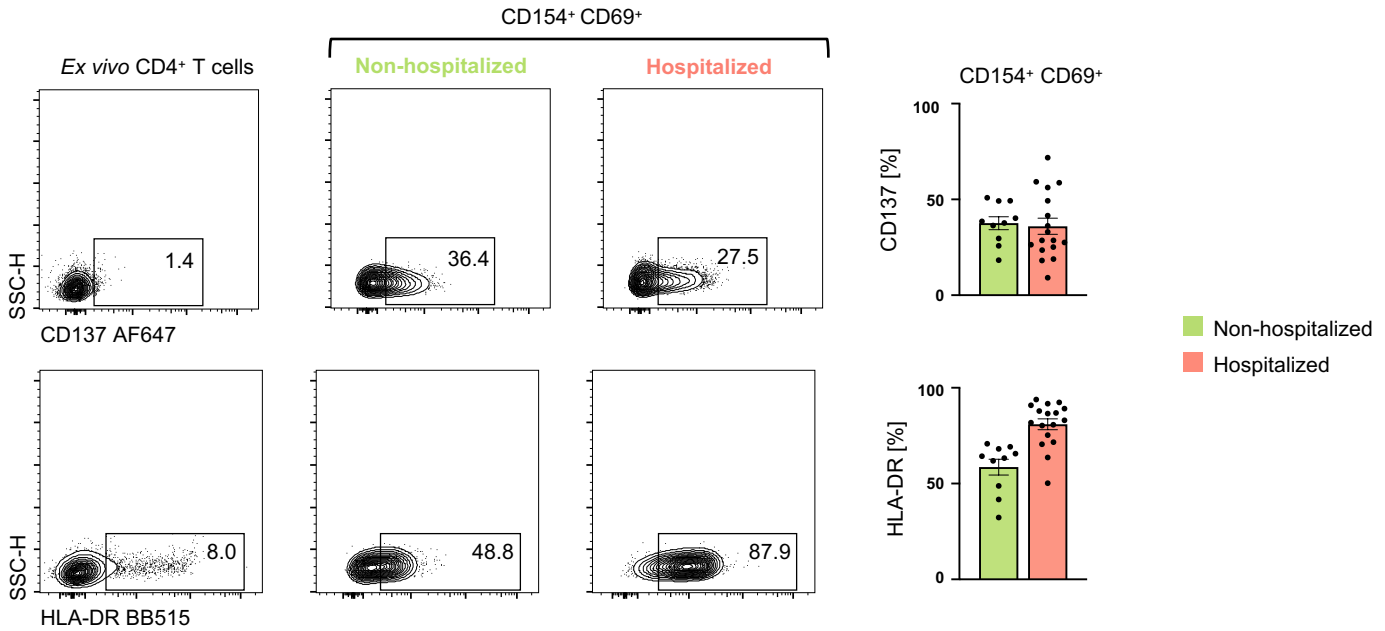 CD154⁺ CD69⁺
Ex vivo CD4⁺ T cells
Non-hospitalized
Hospitalized
CD154⁺ CD69⁺
1.4
36.4
27.5
SSC-H
CD137 AF647
CD137 [%]
100
50
0
Non-hospitalized
Hospitalized
8.0
48.8
87.9
SSC-H
HLA-DR BB515
HLA-DR [%]
100
50
0